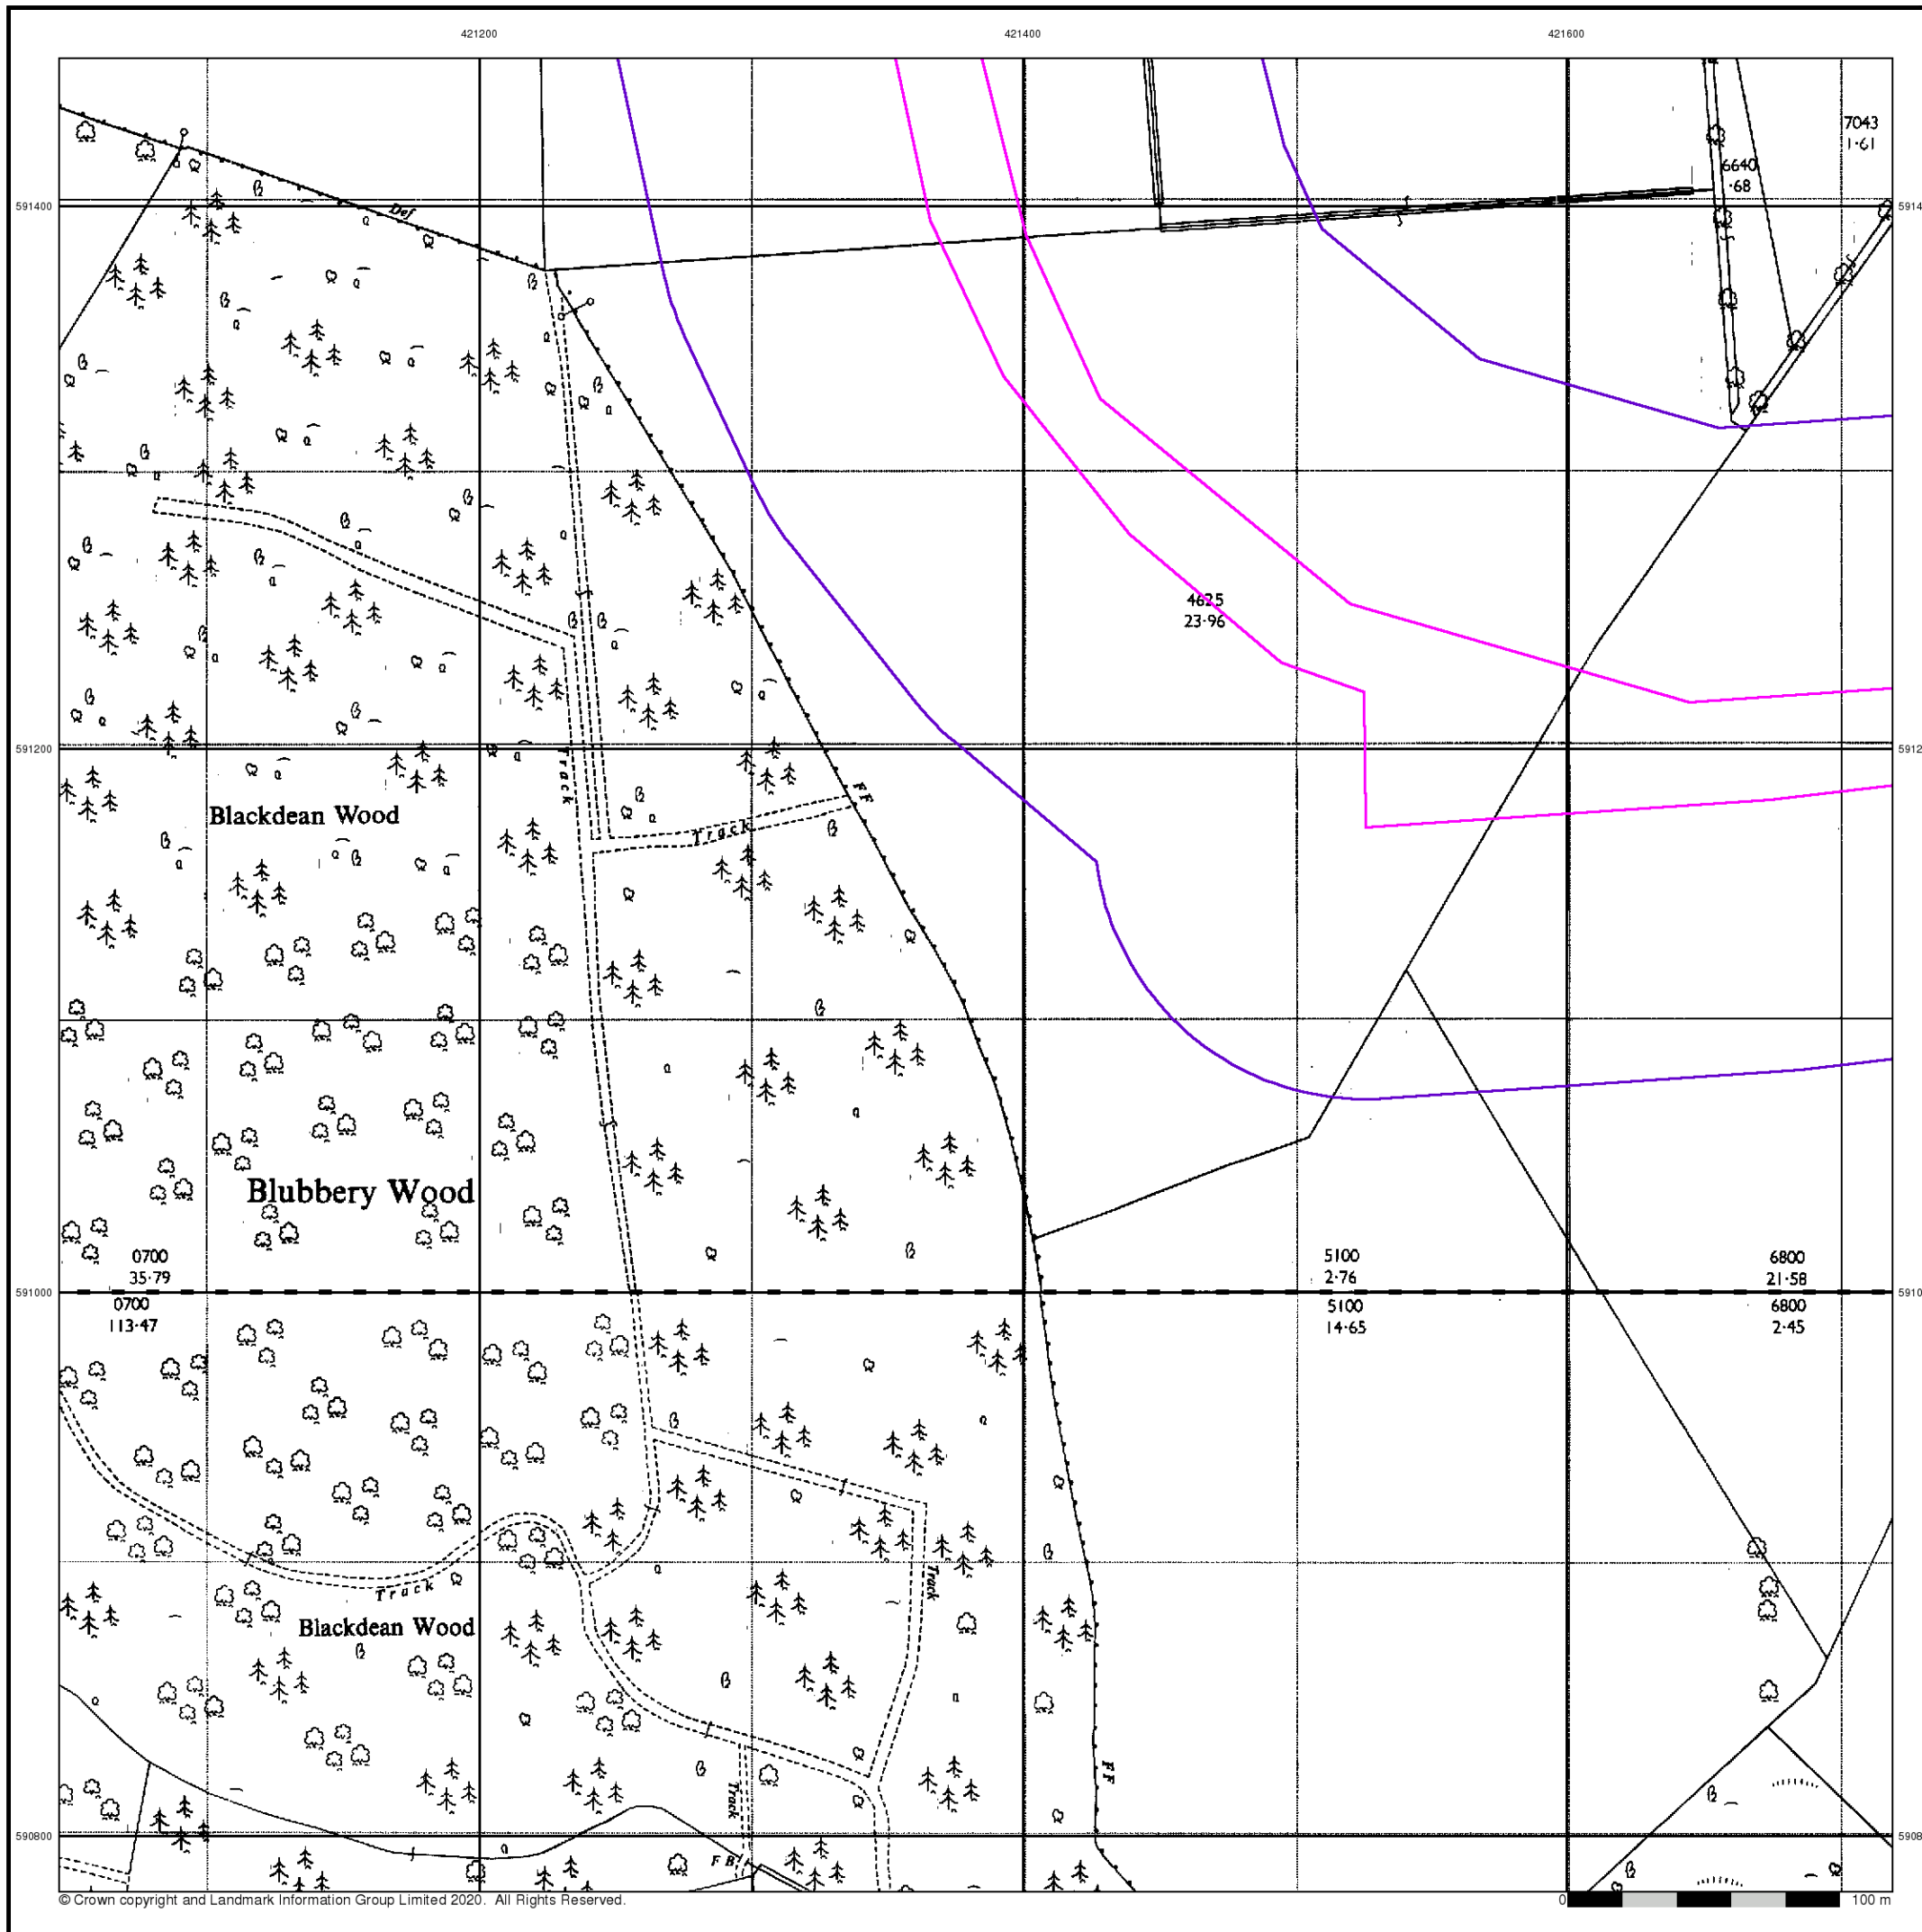 421200
421400
421600
7043
1·61
6640
·68
591400
5914
Def
4625
23·96
591200
5912
Track
FF
Blackdean Wood
Track
Blubbery Wood
0700
35·79
5100
2·76
6800
21·58
591000
5910
0700
113·47
5100
14·65
6800
2·45
Track
Track
Blackdean Wood
Track
FF
590800
5908
FB
© Crown copyright and Landmark Information Group Limited 2020. All Rights Reserved.
0
100 m